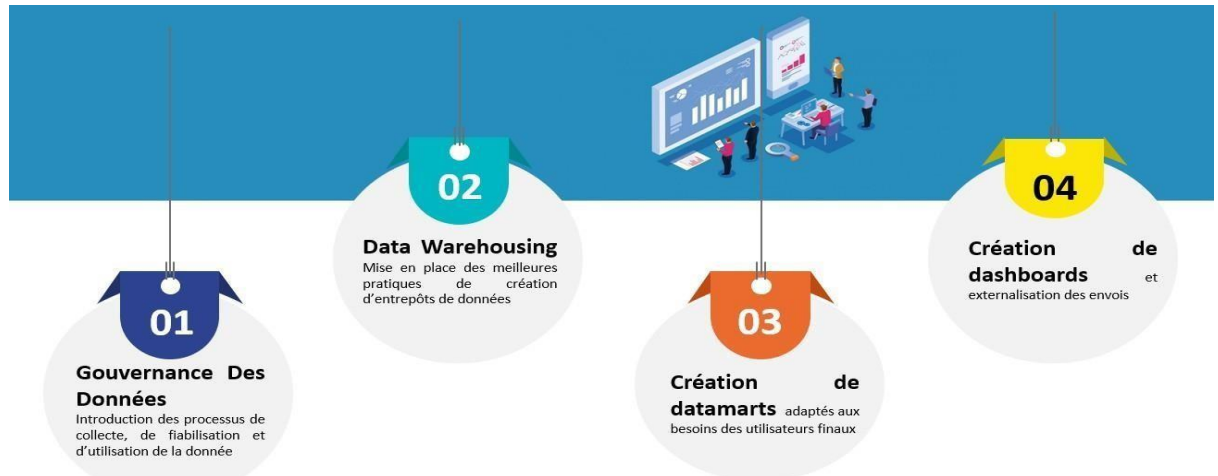 01
Gouvernance Des
Données
Introduction des processus de
collecte, de fiabilisation et
d’utilisation de la donnée
02
Data Warehousing
Mise en place des meilleures
pratiques de création
d’entrepôts de données
03
Création de
datamarts adaptés aux
besoins des utilisateurs finaux
04
Création de
dashboards et
externalisation des envois